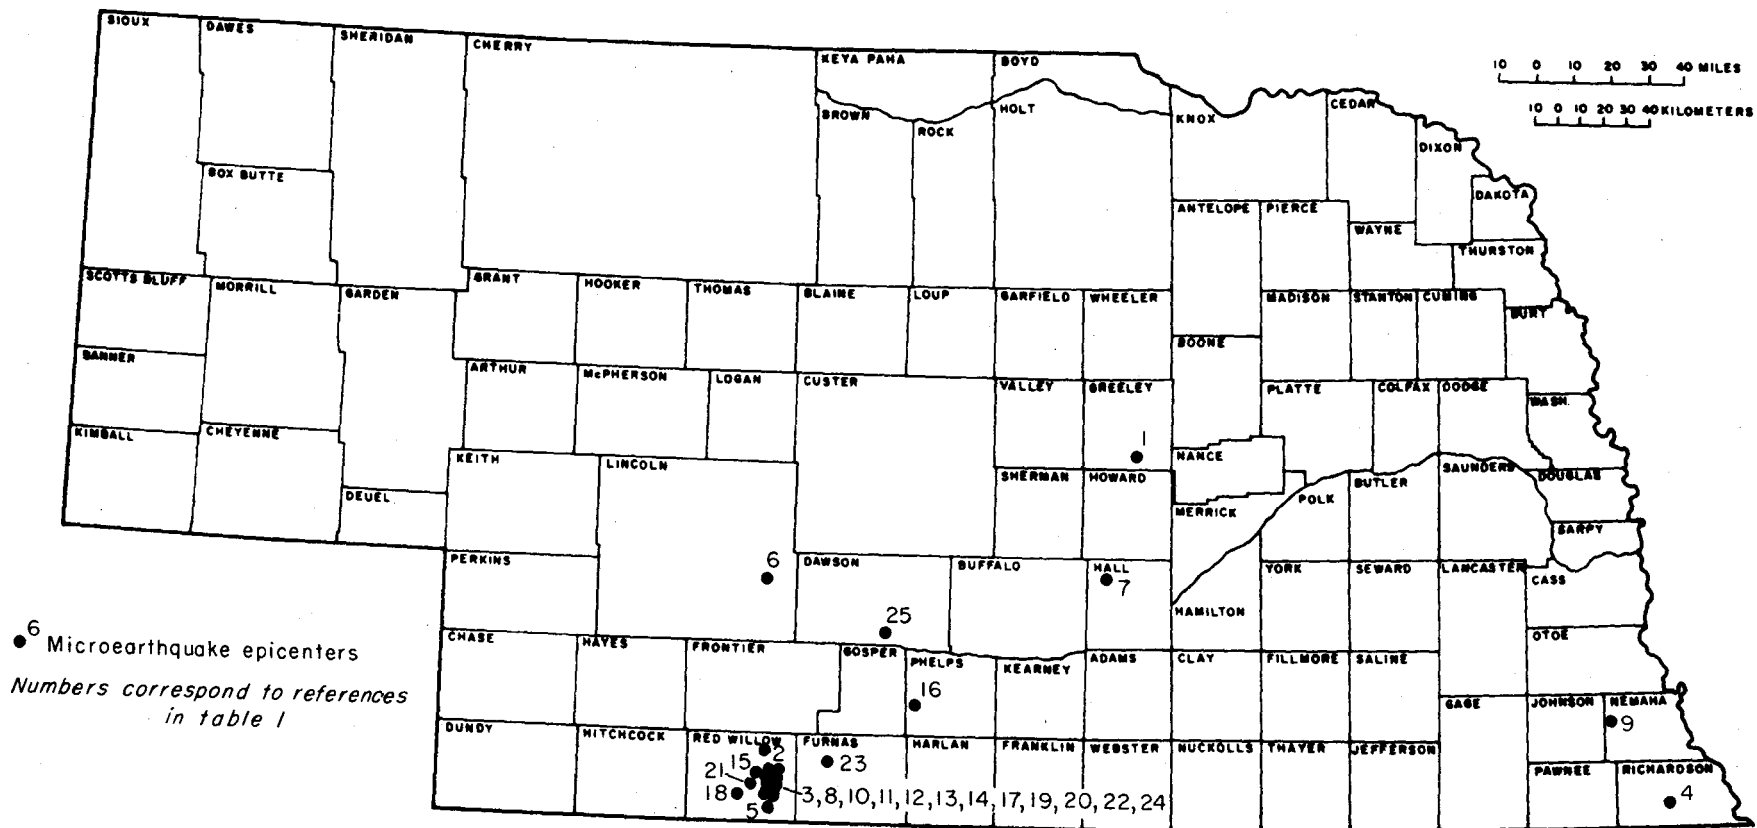 SIOUX
DAWES
SHERIDAN
CHERRY
KEYA PAHA
BOYD
10 0 10 20 30 40 MILES
10 0 10 20 30 40 KILOMETERS
BROWN
ROCK
HOLT
KNOX
CEDAR
DIXON
DAKOTA
BOX BUTTE
ANTELOPE
PIERCE
WAYNE
THURSTON
SCOTTS BLUFF
MORRILL
GARDEN
GRANT
HOOKER
THOMAS
BLAINE
LOUP
GARFIELD
WHEELER
MADISON
STANTON
CUMING
BURT
BANNER
BOONE
ARTHUR
McPHERSON
LOGAN
CUSTER
VALLEY
GREELEY
PLATTE
COLFAX
DODGE
WASH.
KIMBALL
CHEYENNE
1
KEITH
LINCOLN
NANCE
DEUEL
SHERMAN
HOWARD
MERRICK
POLK
BUTLER
SAUNDERS
DOUGLAS
SARPY
PERKINS
6
DAWSON
BUFFALO
HALL
7
YORK
SEWARD
LANCASTER
CASS
HAMILTON
25
6 Microearthquake epicenters
Numbers correspond to references
in table 1
CHASE
HAYES
FRONTIER
GOSPER
PHELPS
KEARNEY
ADAMS
CLAY
FILLMORE
SALINE
OTOE
16
GAGE
JOHNSON
NEMAHA
9
DUNDY
HITCHCOCK
RED WILLOW
FURNAS
HARLAN
FRANKLIN
WEBSTER
NUCKOLLS
THAYER
JEFFERSON
2
15
23
21
18
3,8,10,11,12,13,14,17,19,20,22,24
5
PAWNEE
RICHARDSON
4